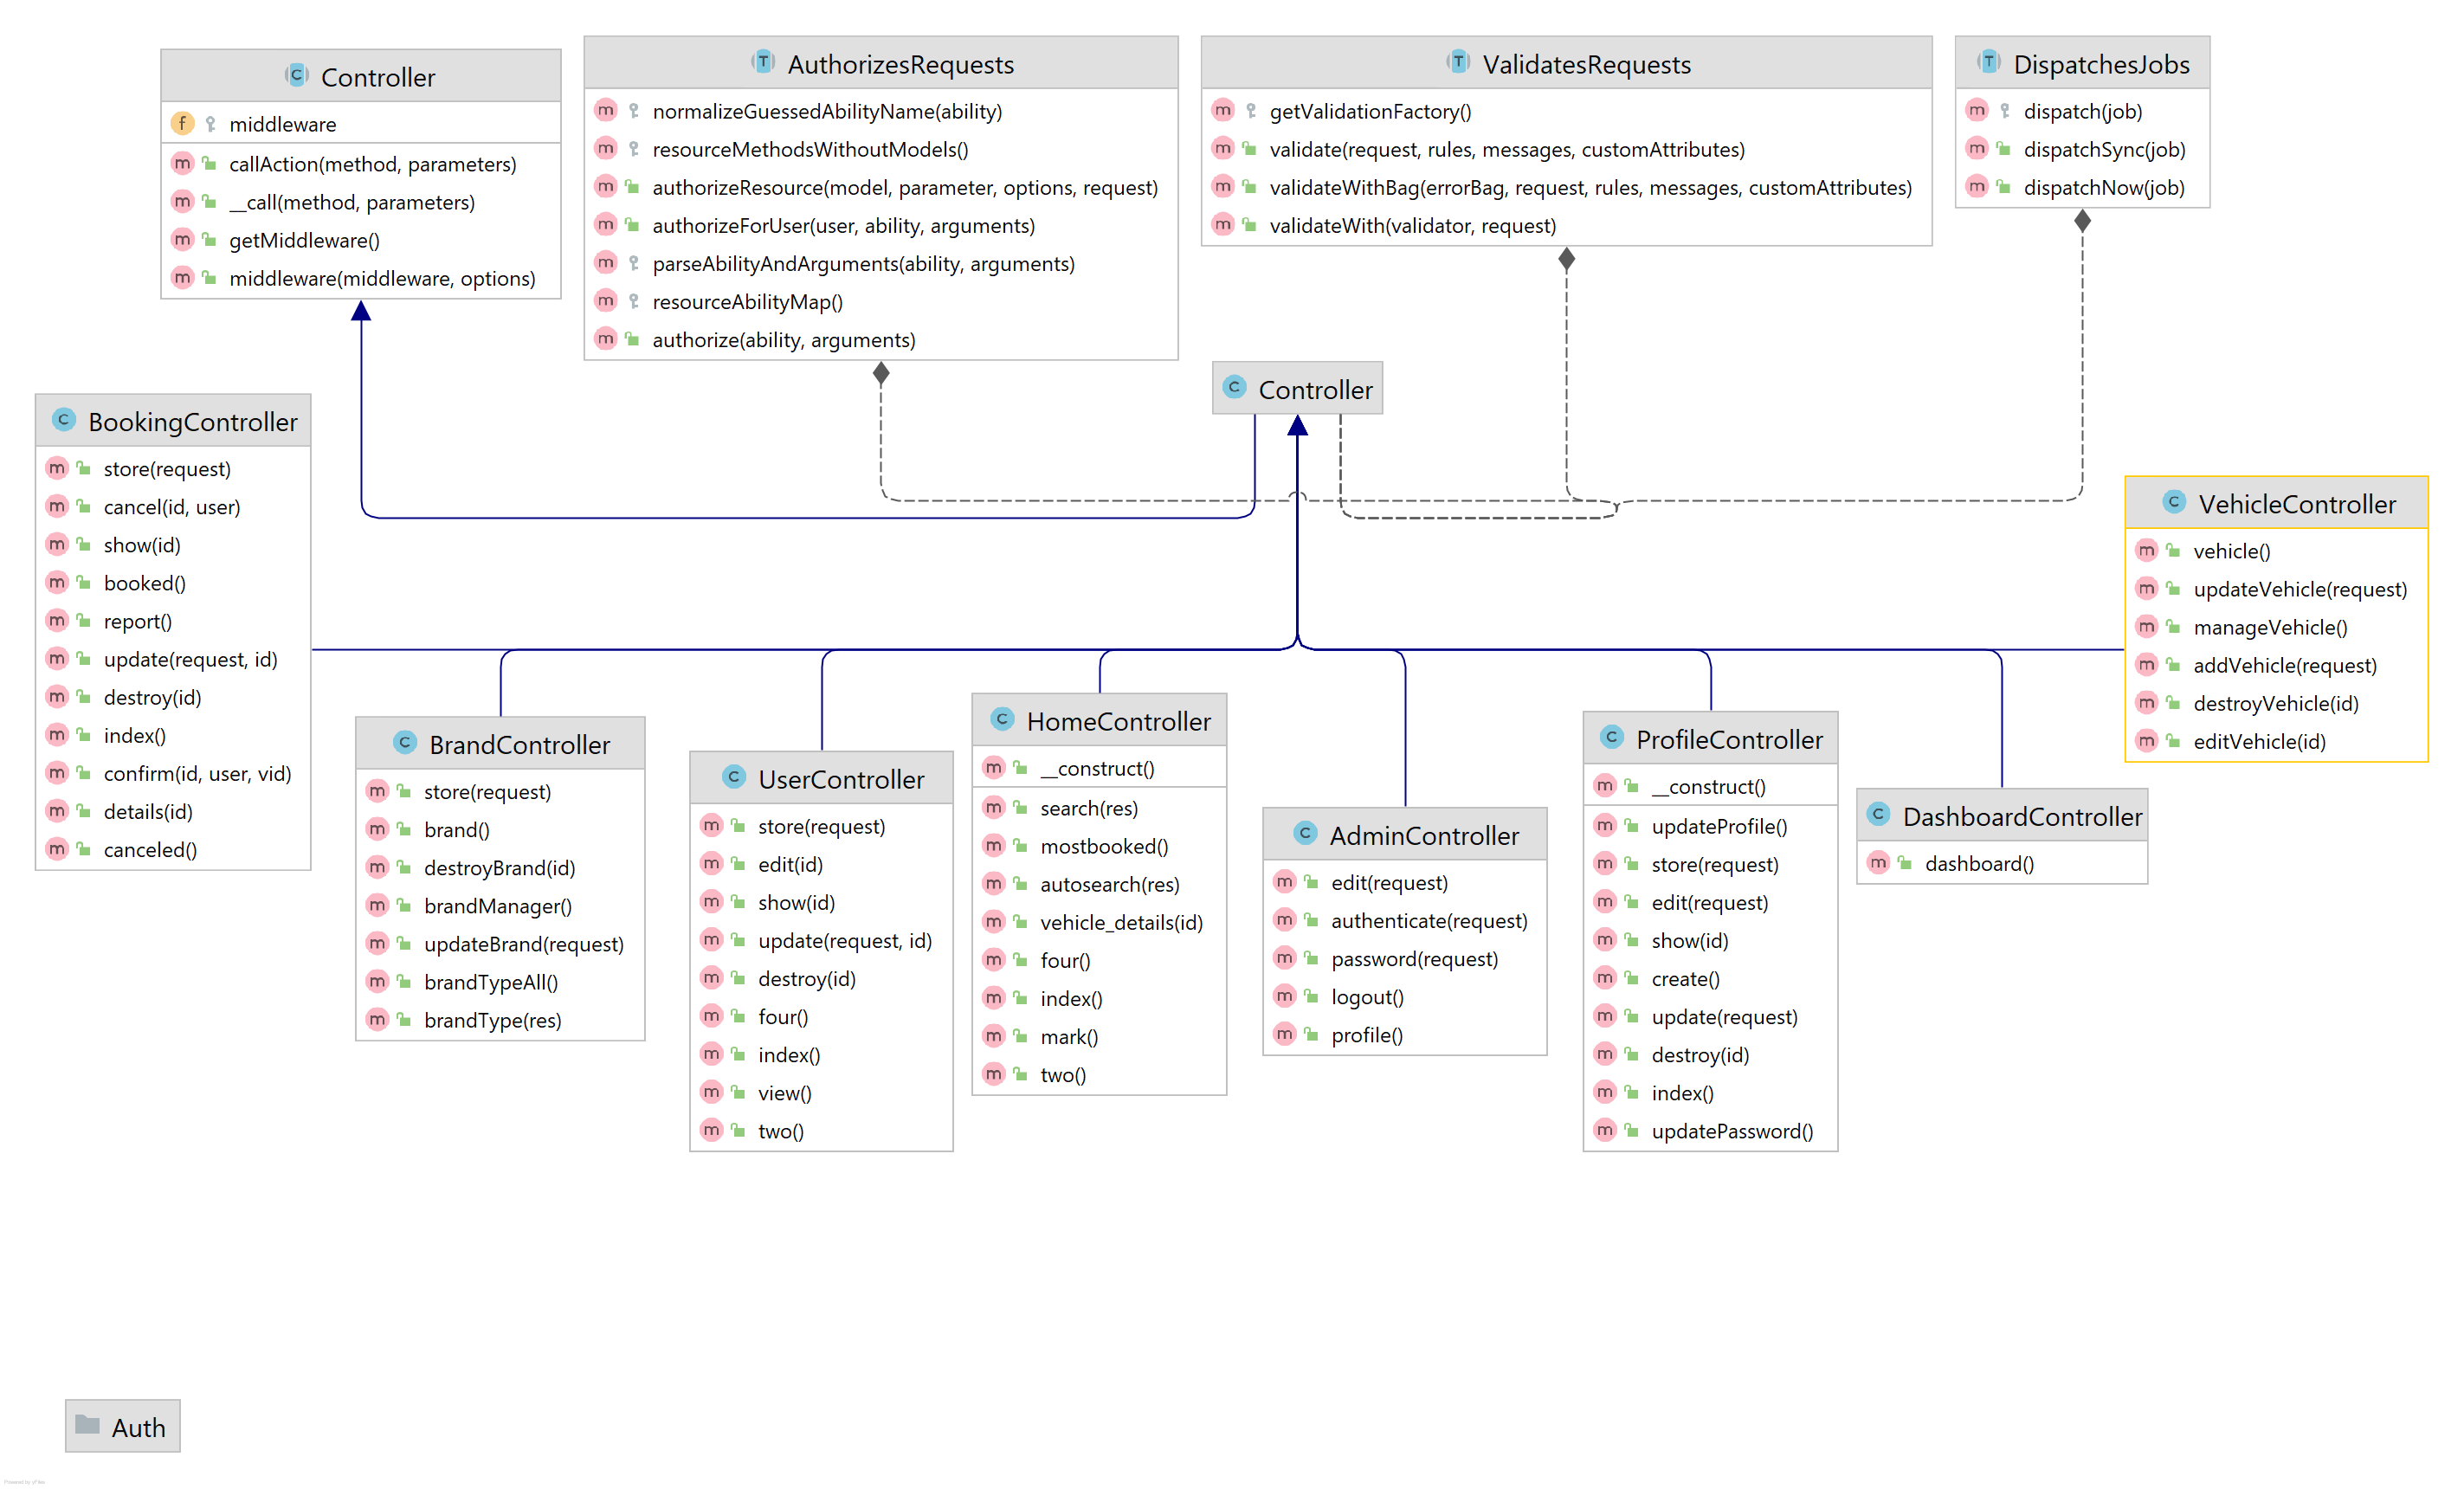 Controller
middleware
callAction(method, parameters)
__call(method, parameters)
getMiddleware()
middleware(middleware, options)
AuthorizesRequests
normalizeGuessedAbilityName(ability)
resourceMethodsWithoutModels()
authorizeResource(model, parameter, options, request)
authorizeForUser(user, ability, arguments)
parseAbilityAndArguments(ability, arguments)
resourceAbilityMap()
authorize(ability, arguments)
ValidatesRequests
getValidationFactory()
validate(request, rules, messages, customAttributes)
validateWithBag(errorBag, request, rules, messages, customAttributes)
validateWith(validator, request)
DispatchesJobs
dispatch(job)
dispatchSync(job)
dispatchNow(job)
Controller
BookingController
store(request)
cancel(id, user)
show(id)
booked()
report()
update(request, id)
destroy(id)
index()
confirm(id, user, vid)
details(id)
canceled()
BrandController
store(request)
brand()
destroyBrand(id)
brandManager()
updateBrand(request)
brandTypeAll()
brandType(res)
UserController
store(request)
edit(id)
show(id)
update(request, id)
destroy(id)
four()
index()
view()
two()
HomeController
__construct()
search(res)
mostbooked()
autosearch(res)
vehicle_details(id)
four()
index()
mark()
two()
AdminController
edit(request)
authenticate(request)
password(request)
logout()
profile()
ProfileController
__construct()
updateProfile()
store(request)
edit(request)
show(id)
create()
update(request)
destroy(id)
index()
updatePassword()
DashboardController
dashboard()
VehicleController
vehicle()
updateVehicle(request)
manageVehicle()
addVehicle(request)
destroyVehicle(id)
editVehicle(id)
Auth
Powered by yFiles